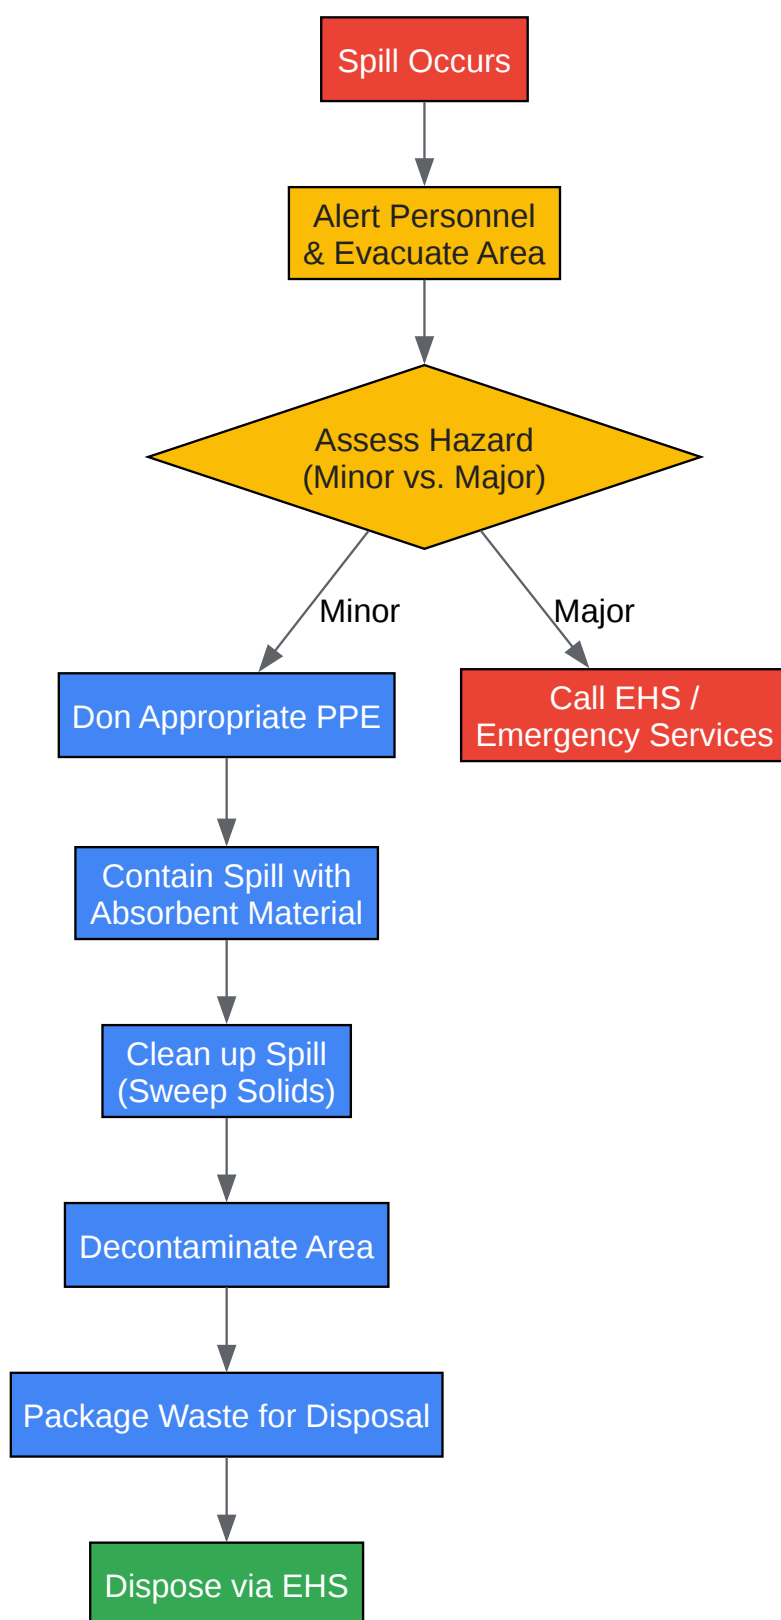 Spill Occurs
Alert Personnel
& Evacuate Area
Assess Hazard
(Minor vs. Major)
Minor
Major
Don Appropriate PPE
Call EHS /
Emergency Services
Contain Spill with
Absorbent Material
Clean up Spill
(Sweep Solids)
Decontaminate Area
Package Waste for Disposal
Dispose via EHS